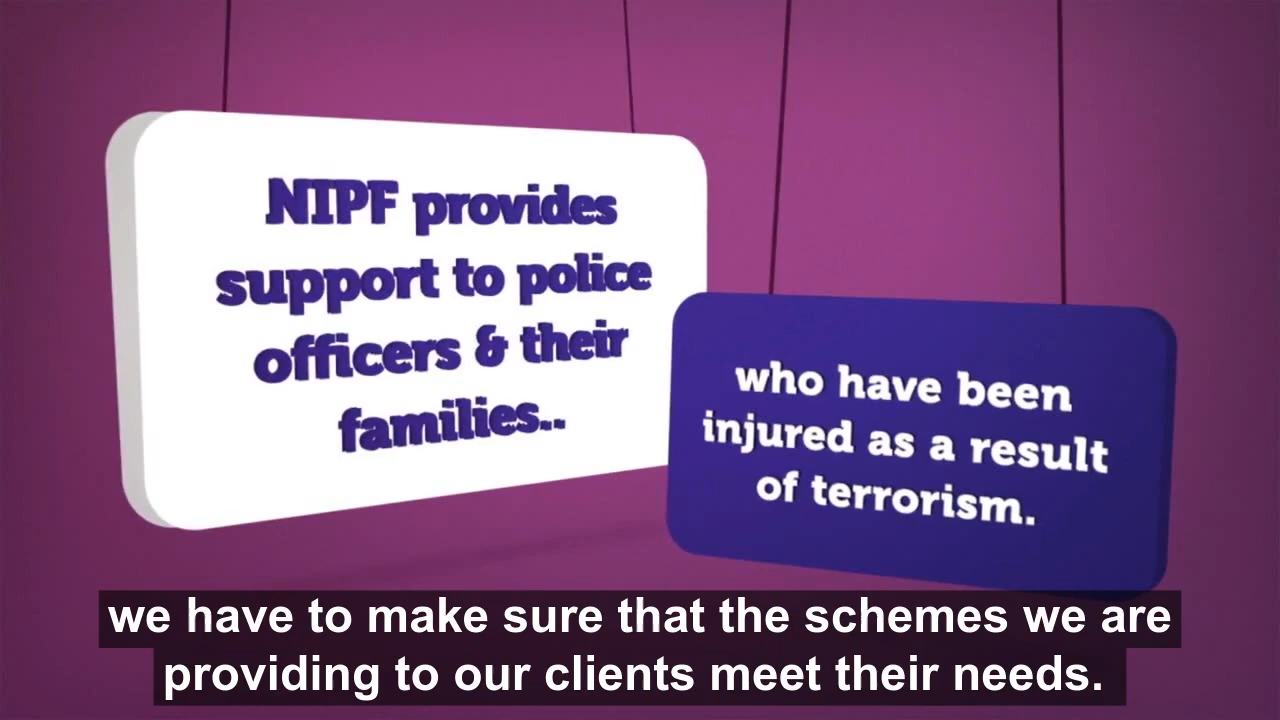 NIPF provides
support to police
officers & their
families..
who have been
injured as a result
of terrorism.
we have to make sure that the schemes we are
providing to our clients meet their needs.